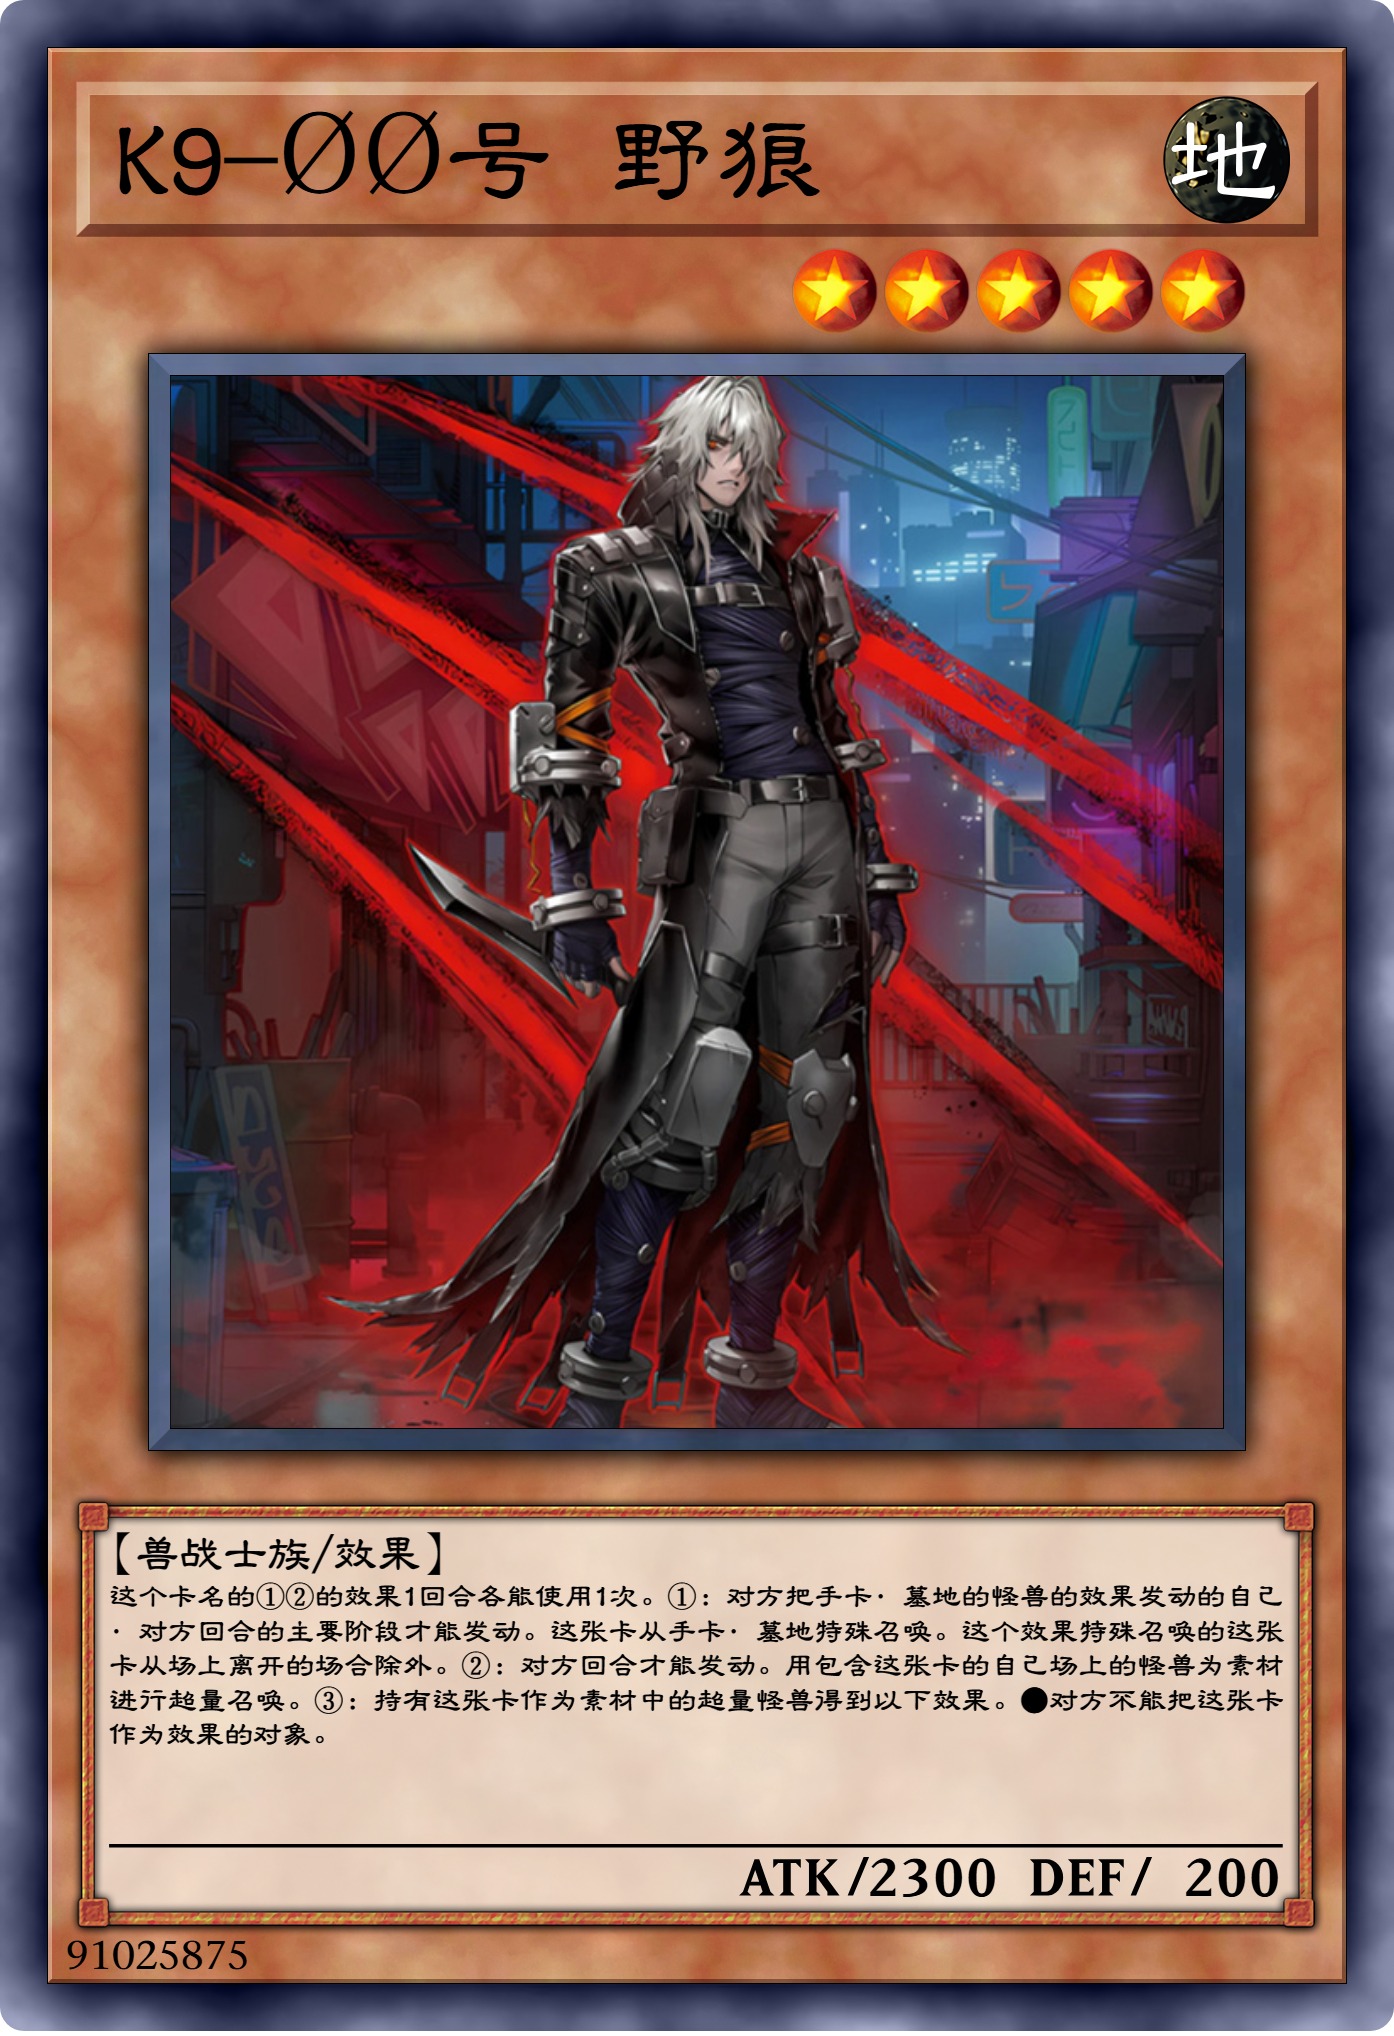 K9-ØØ号 野狼
地
【兽战士族/效果】
这个卡名的①②的效果1回合各能使用1次。①：对方把手卡·墓地的怪兽的效果发动的自己
·对方回合的主要阶段才能发动。这张卡从手卡·墓地特殊召唤。这个效果特殊召唤的这张
卡从场上离开的场合除外。②：对方回合才能发动。用包含这张卡的自己场上的怪兽为素材
进行超量召唤。③：持有这张卡作为素材中的超量怪兽得到以下效果。●对方不能把这张卡
作为效果的对象。
ATK/2300 DEF/ 200
91025875